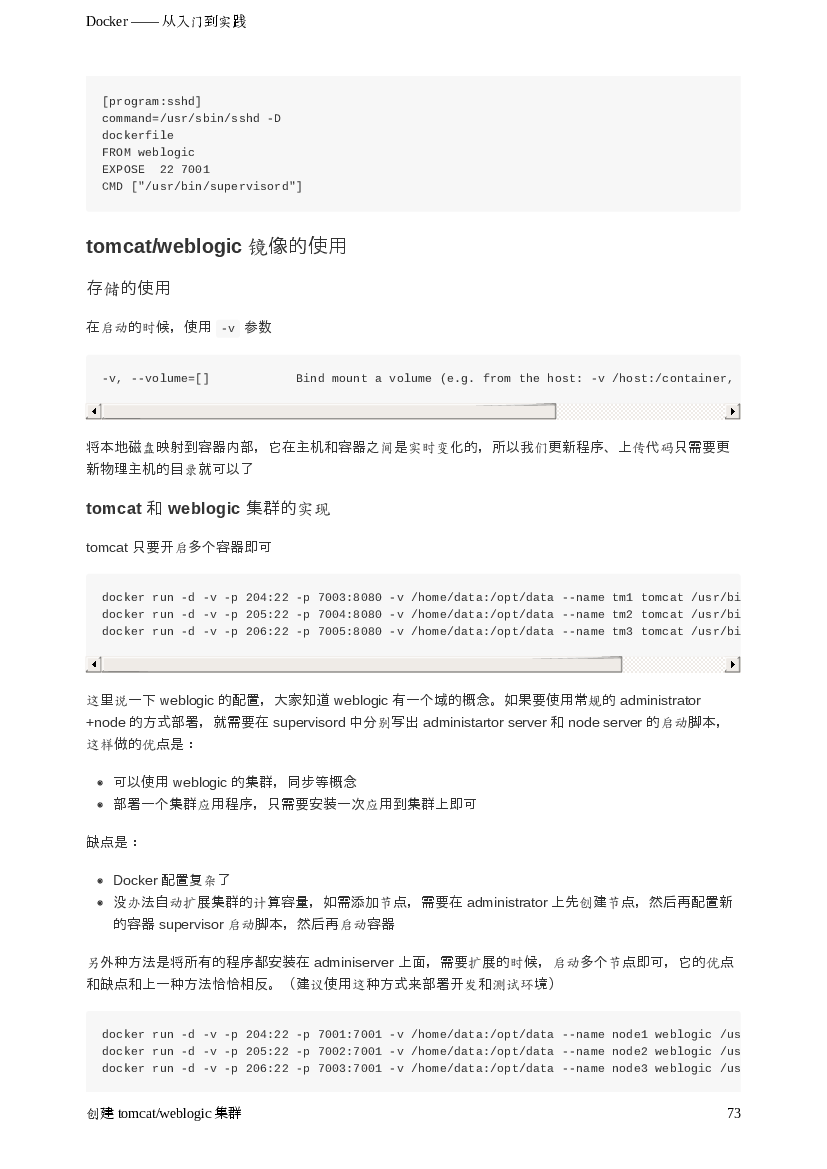 Docker —— 从入门到实践
[program:sshd]
command=/usr/sbin/sshd -D
dockerfile
FROM weblogic
EXPOSE  22 7001
CMD ["/usr/bin/supervisord"]
tomcat/weblogic 镜像的使用
存储的使用
在启动的时候，使用 -v 参数
-v, --volume=[]            Bind mount a volume (e.g. from the host: -v /host:/container,
将本地磁盘映射到容器内部，它在主机和容器之间是实时变化的，所以我们更新程序、上传代码只需要更
新物理主机的目录就可以了
tomcat 和 weblogic 集群的实现
tomcat 只要开启多个容器即可
docker run -d -v -p 204:22 -p 7003:8080 -v /home/data:/opt/data --name tm1 tomcat /usr/bi
docker run -d -v -p 205:22 -p 7004:8080 -v /home/data:/opt/data --name tm2 tomcat /usr/bi
docker run -d -v -p 206:22 -p 7005:8080 -v /home/data:/opt/data --name tm3 tomcat /usr/bi
这里说一下 weblogic 的配置，大家知道 weblogic 有一个域的概念。如果要使用常规的 administrator
+node 的方式部署，就需要在 supervisord 中分别写出 administartor server 和 node server 的启动脚本，
这样做的优点是：
可以使用 weblogic 的集群，同步等概念
部署一个集群应用程序，只需要安装一次应用到集群上即可
缺点是：
Docker 配置复杂了
没办法自动扩展集群的计算容量，如需添加节点，需要在 administrator 上先创建节点，然后再配置新
的容器 supervisor 启动脚本，然后再启动容器
另外种方法是将所有的程序都安装在 adminiserver 上面，需要扩展的时候，启动多个节点即可，它的优点
和缺点和上一种方法恰恰相反。（建议使用这种方式来部署开发和测试环境）
docker run -d -v -p 204:22 -p 7001:7001 -v /home/data:/opt/data --name node1 weblogic /us
docker run -d -v -p 205:22 -p 7002:7001 -v /home/data:/opt/data --name node2 weblogic /us
docker run -d -v -p 206:22 -p 7003:7001 -v /home/data:/opt/data --name node3 weblogic /us
创建 tomcat/weblogic 集群 73